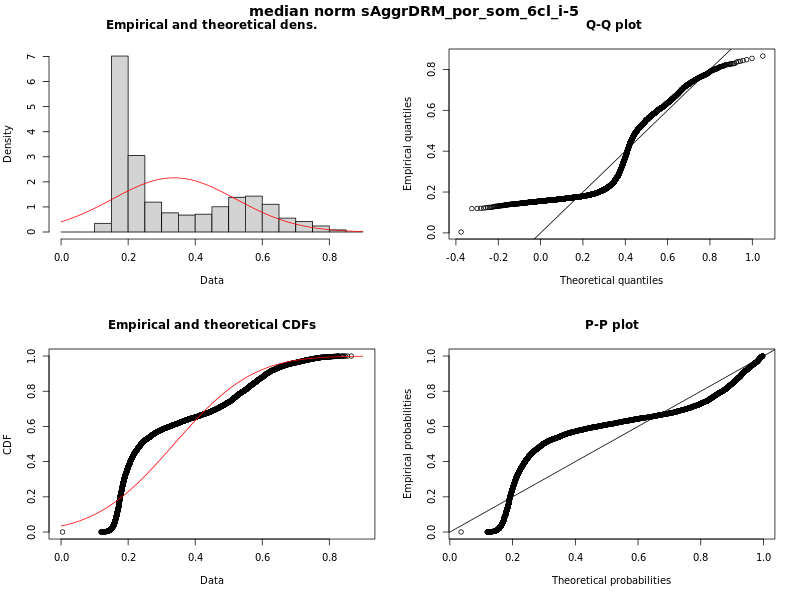 median norm sAggrDRM_por_som_6cl_i-5
Empirical and theoretical dens.
Density
0 1 2 3 4 5 6 7
0.0 0.2 0.4 0.6 0.8
Data
Q-Q plot
Empirical quantiles
0.0 0.2 0.4 0.6 0.8
-0.4 -0.2 0.0 0.2 0.4 0.6 0.8 1.0
Theoretical quantiles
Empirical and theoretical CDFs
CDF
0.0 0.2 0.4 0.6 0.8 1.0
0.0 0.2 0.4 0.6 0.8
Data
P-P plot
Empirical probabilities
0.0 0.2 0.4 0.6 0.8 1.0
0.0 0.2 0.4 0.6 0.8 1.0
Theoretical probabilities